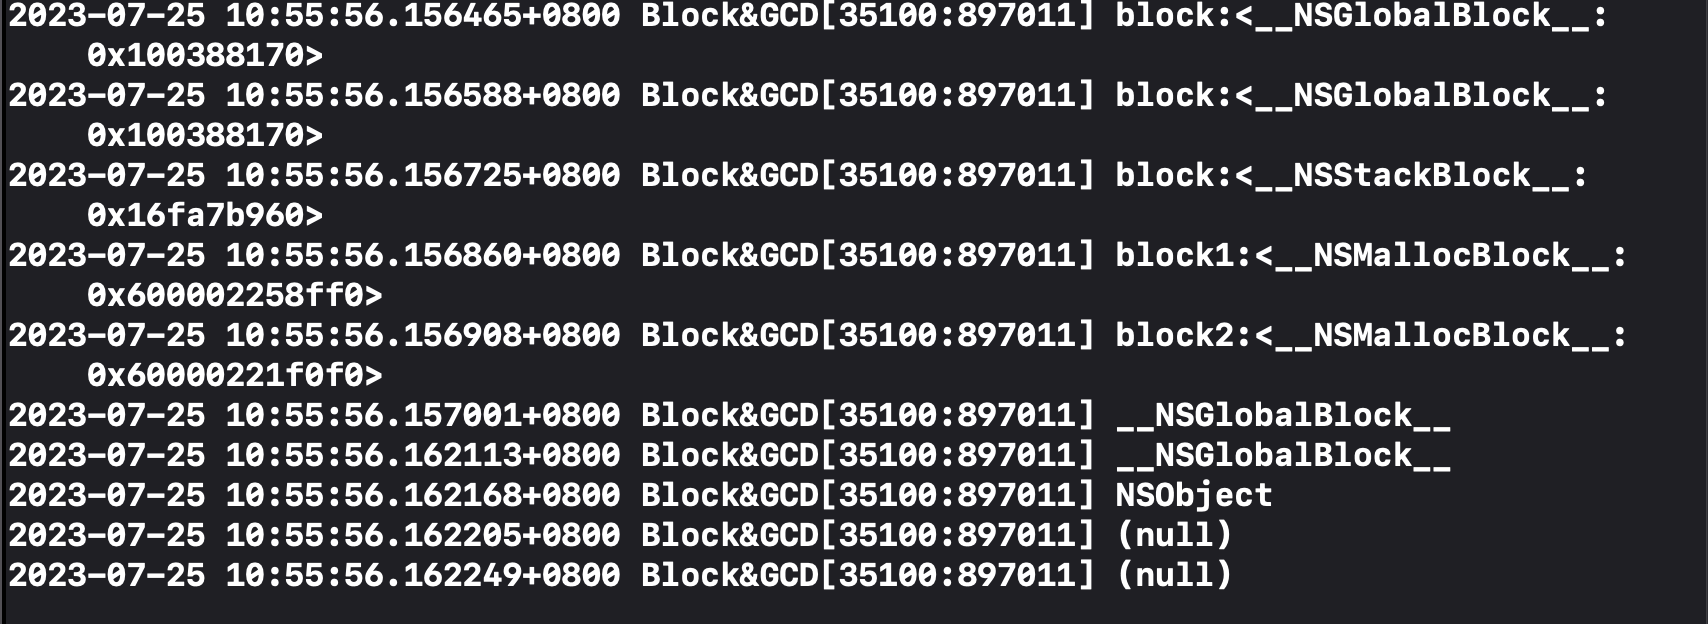 2023-07-25 10:55:56.156465+0800 Block&GCD[35100:897011] block:<__NSGlobalBlock__:
0x100388170>
2023-07-25 10:55:56.156588+0800 Block&GCD[35100:897011] block:<__NSGlobalBlock__:
0x100388170>
2023-07-25 10:55:56.156725+0800 Block&GCD[35100:897011] block:<__NSStackBlock__:
0x16fa7b960>
2023-07-25 10:55:56.156860+0800 Block&GCD[35100:897011] block1:<__NSMallocBlock__:
0x600002258ff0>
2023-07-25 10:55:56.156908+0800 Block&GCD[35100:897011] block2:<__NSMallocBlock__:
0x60000221f0f0>
2023-07-25 10:55:56.157001+0800 Block&GCD[35100:897011] __NSGlobalBlock__
2023-07-25 10:55:56.162113+0800 Block&GCD[35100:897011] __NSGlobalBlock__
2023-07-25 10:55:56.162168+0800 Block&GCD[35100:897011] NSObject
2023-07-25 10:55:56.162205+0800 Block&GCD[35100:897011] (null)
2023-07-25 10:55:56.162249+0800 Block&GCD[35100:897011] (null)